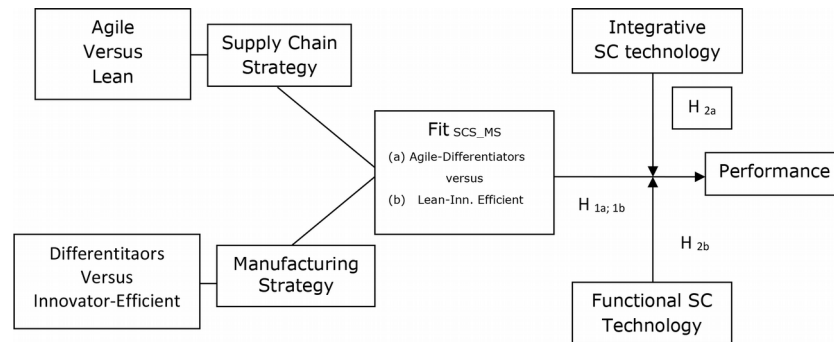 Agile
Versus
Lean
Supply Chain
Strategy
Integrative
SC technology
H 2a
Fit SCS_MS
(a) Agile-Differentiators
versus
(b) Lean-Inn. Efficient
Performance
H 1a; 1b
Differentitaors
Versus
Innovator-Efficient
Manufacturing
Strategy
H 2b
Functional SC
Technology